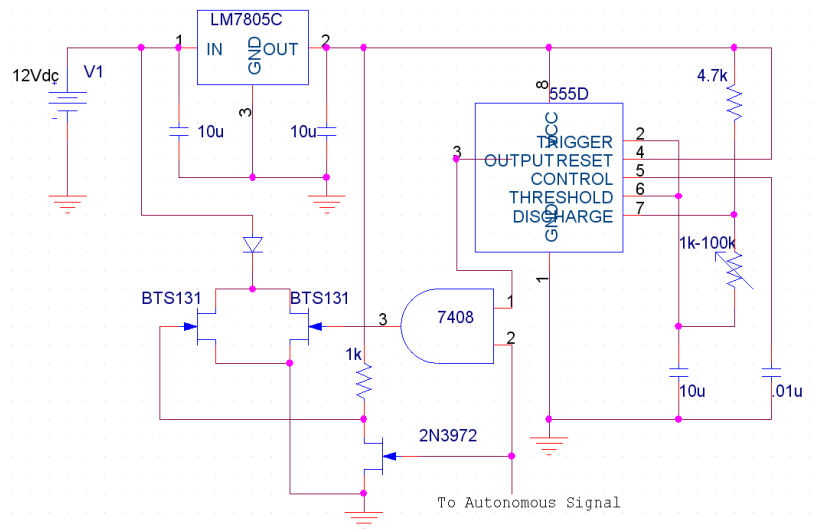 LM7805C
1
IN
OUT
2
GND
3
12Vdc
V1
10u
10u
4.7k
8
555D
VCC
TRIGGER
2
3
OUTPUT
RESET
4
CONTROL
5
THRESHOLD
6
DISCHARGE
7
GND
1
1k-100k
BTS131
BTS131
7408
3
1
2
1k
10u
.01u
2N3972
To Autonomous Signal